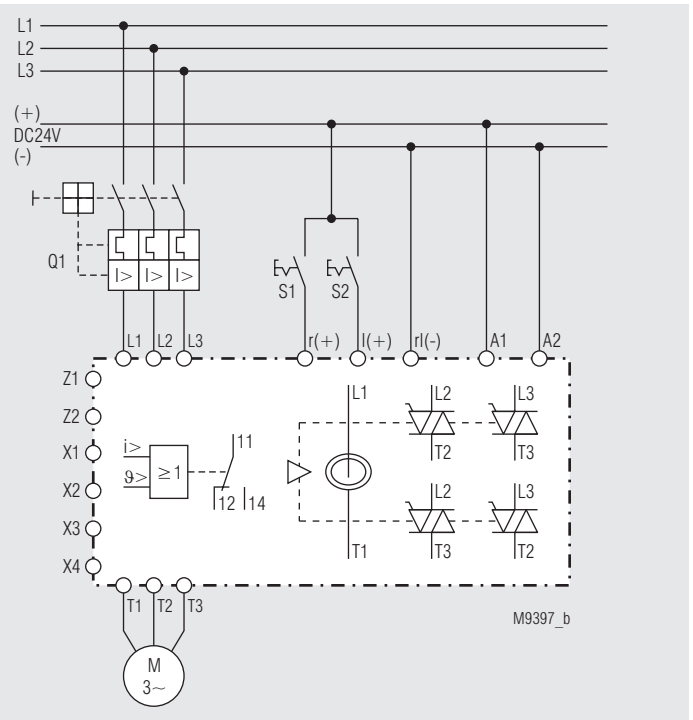 L1
L2
L3
(+)
DC24V
(-)
Q1
I> I> I>
S1 S2
L1 L2 L3 r(+) l(+) rl(-) A1 A2
Z1
Z2
X1
X2
X3
X4
i>
ϑ>
≥1
11
12 14
L1
T1
L2 L3
T2 T3
L2 L3
T3 T2
T1 T2 T3
M
3~
M9397_b